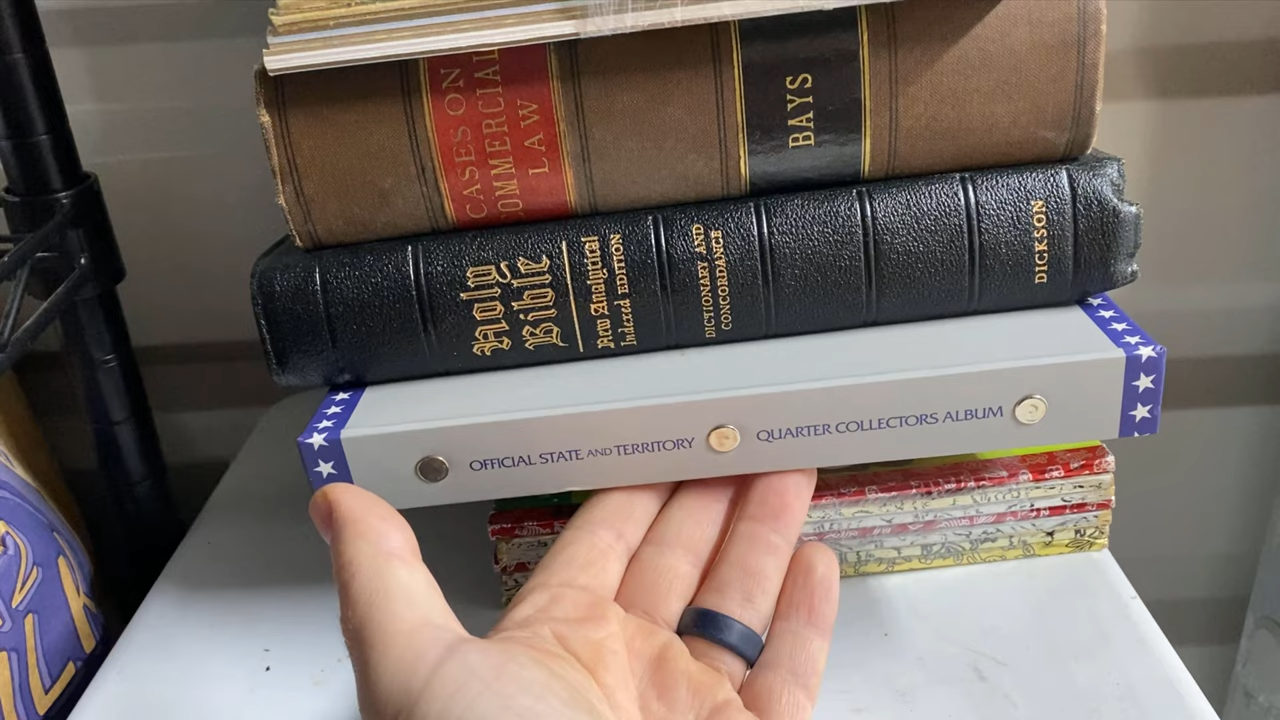 CASES ON
COMMERCIAL
LAW
BAYS
Holy
Bible
New Analytical
Indexed EDITION
DICTIONARY AND
CONCORDANCE
DICKSON
OFFICIAL STATE AND TERRITORY QUARTER COLLECTORS ALBUM